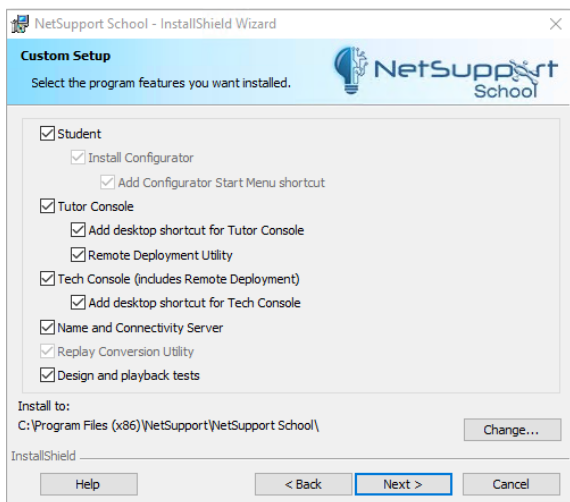 NetSupport School - InstallShield Wizard
Custom Setup
Select the program features you want installed.
NetSupport
School
Student
Install Configurator
Add Configurator Start Menu shortcut
Tutor Console
Add desktop shortcut for Tutor Console
Remote Deployment Utility
Tech Console (includes Remote Deployment)
Add desktop shortcut for Tech Console
Name and Connectivity Server
Replay Conversion Utility
Design and playback tests
Install to:
C:\Program Files (x86)\NetSupport\NetSupport School\
Change...
InstallShield
Help
< Back
Next >
Cancel